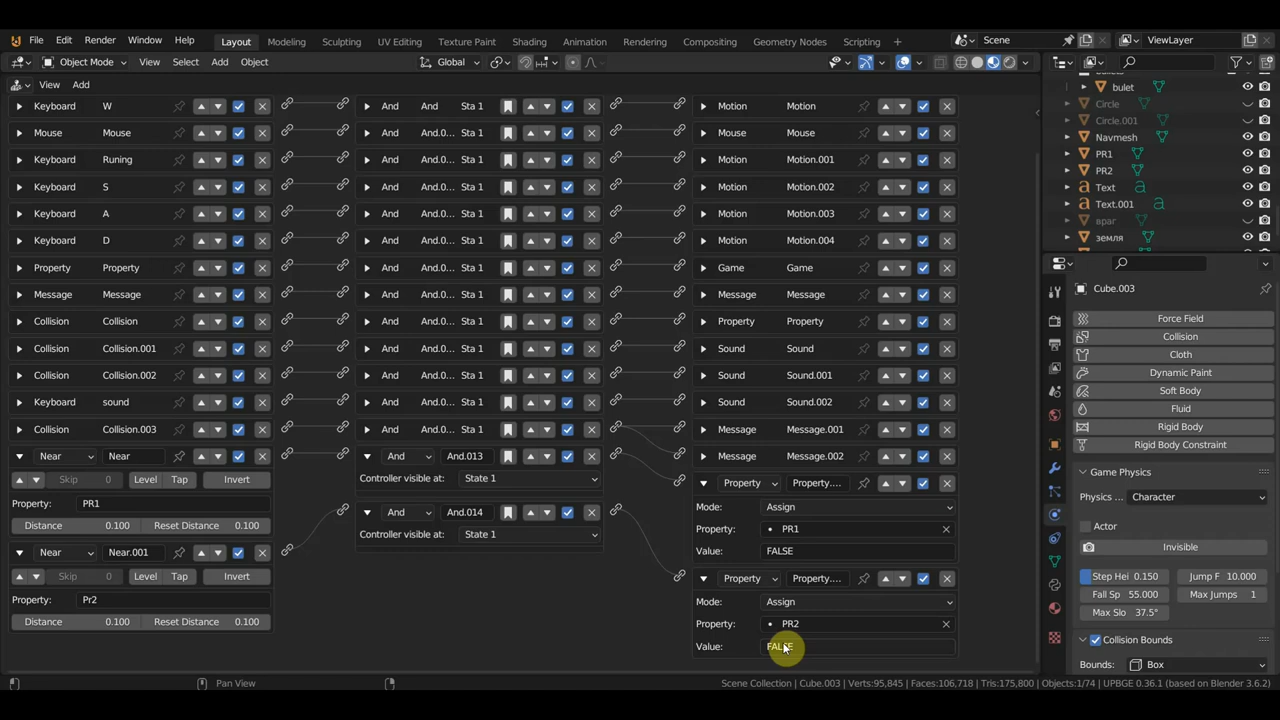 File Edit Render Window Help Layout Modeling Sculpting UV Editing Texture Paint Shading Animation Rendering Compositing Geometry Nodes Scripting + Scene ViewLayer
Object Mode View Select Add Object Global
View Add
Keyboard W And And Sta 1 Motion Motion
Mouse Mouse And And.0... Sta 1 Mouse Mouse
Keyboard Runing And And.0... Sta 1 Motion Motion.001
Keyboard S And And.0... Sta 1 Motion Motion.002
Keyboard A And And.0... Sta 1 Motion Motion.003
Keyboard D And And.0... Sta 1 Motion Motion.004
Property Property And And.0... Sta 1 Game Game
Message Message And And.0... Sta 1 Message Message
Collision Collision And And.0... Sta 1 Property Property
Collision Collision.001 And And.0... Sta 1 Sound Sound
Collision Collision.002 And And.0... Sta 1 Sound Sound.001
Keyboard sound And And.0... Sta 1 Sound Sound.002
Collision Collision.003 And And.0... Sta 1 Message Message.001
Near Near And And.013 Message Message.002
Skip 0 Level Tap Invert Controller visible at: State 1 Property Property....
Property: PR1 Mode: Assign
Distance 0.100 Reset Distance 0.100 And And.014 Property: PR1
Near Near.001 Controller visible at: State 1 Value: FALSE
Skip 0 Level Tap Invert Property Property....
Property: Pr2 Mode: Assign
Distance 0.100 Reset Distance 0.100 Property: PR2
Value: FALSE
bulet
Circle
Circle.001
Navmesh
PR1
PR2
Text
Text.001
враг
земля
Cube.003
Force Field
Collision
Cloth
Dynamic Paint
Soft Body
Fluid
Rigid Body
Rigid Body Constraint
Game Physics
Physics ... Character
Actor
Invisible
Step Hei 0.150 Jump F 10.000
Fall Sp 55.000 Max Jumps 1
Max Slo 37.5°
Collision Bounds
Bounds: Box
Pan View Scene Collection | Cube.003 | Verts:95,845 | Faces:106,718 | Tris:175,800 | Objects:1/74 | UPBGE 0.36.1 (based on Blender 3.6.2)